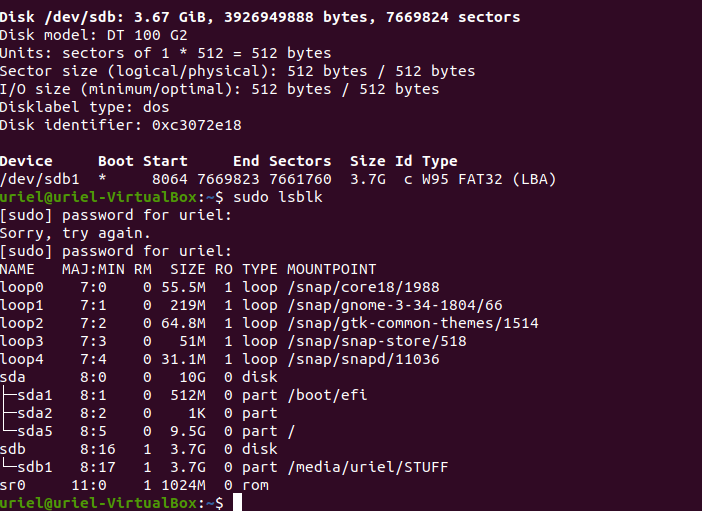 Disk /dev/sdb: 3.67 GiB, 3926949888 bytes, 7669824 sectors
Disk model: DT 100 G2
Units: sectors of 1 * 512 = 512 bytes
Sector size (logical/physical): 512 bytes / 512 bytes
I/O size (minimum/optimal): 512 bytes / 512 bytes
Disklabel type: dos
Disk identifier: 0xc3072e18

Device     Boot Start     End Sectors  Size Id Type
/dev/sdb1  *     8064 7669823 7661760  3.7G  c W95 FAT32 (LBA)
uriel@uriel-VirtualBox:~$ sudo lsblk
[sudo] password for uriel:
Sorry, try again.
[sudo] password for uriel:
NAME   MAJ:MIN RM  SIZE RO TYPE MOUNTPOINT
loop0    7:0    0 55.5M  1 loop /snap/core18/1988
loop1    7:1    0  219M  1 loop /snap/gnome-3-34-1804/66
loop2    7:2    0 64.8M  1 loop /snap/gtk-common-themes/1514
loop3    7:3    0   51M  1 loop /snap/snap-store/518
loop4    7:4    0 31.1M  1 loop /snap/snapd/11036
sda      8:0    0   10G  0 disk
├─sda1   8:1    0  512M  0 part /boot/efi
├─sda2   8:2    0    1K  0 part
└─sda5   8:5    0  9.5G  0 part /
sdb      8:16   1  3.7G  0 disk
└─sdb1   8:17   1  3.7G  0 part /media/uriel/STUFF
sr0     11:0    1 1024M  0 rom
uriel@uriel-VirtualBox:~$